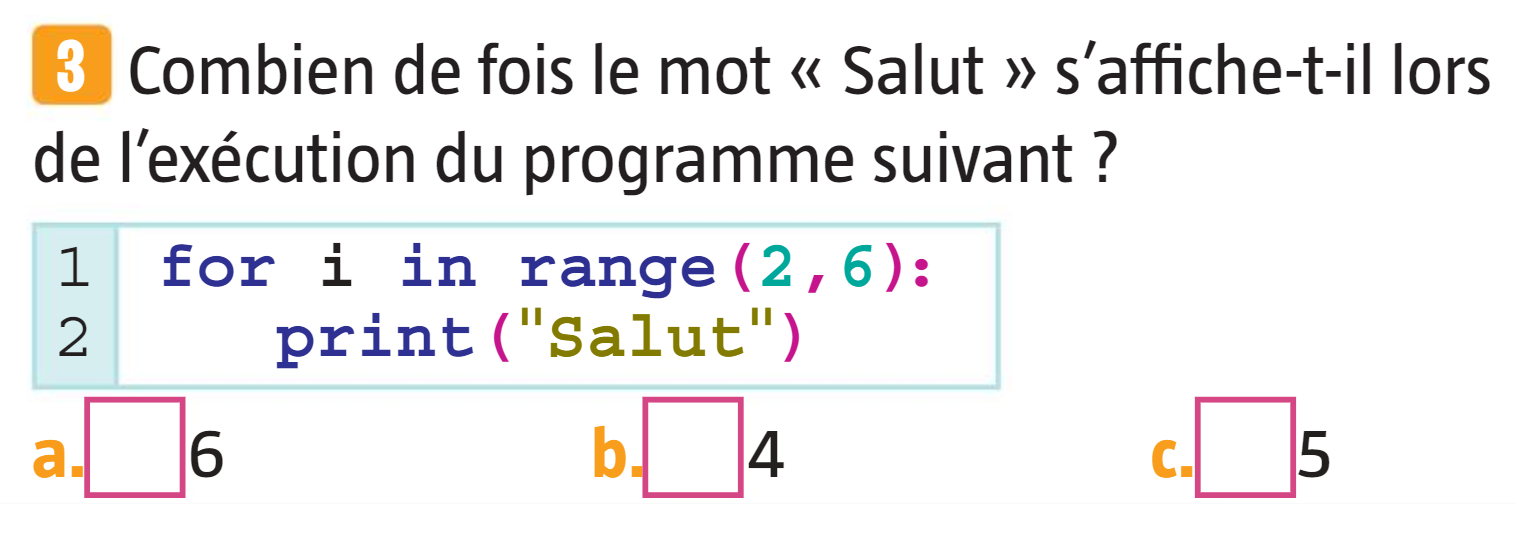 3 Combien de fois le mot « Salut » s’affiche-t-il lors
de l’exécution du programme suivant ?
1 for i in range(2,6):
2 print("Salut")
a. 6 b. 4 c. 5